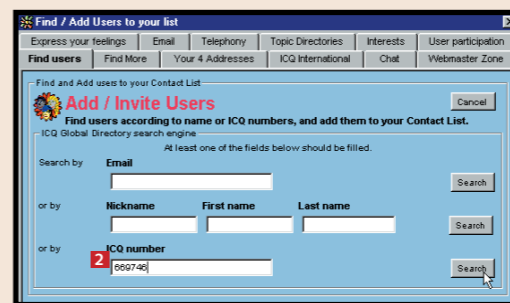 Find / Add Users to your list
Express your feelings Email Telephony Topic Directories Interests User participation
Find users Find More Your 4 Addresses ICQ International Chat Webmaster Zone
Find and Add users to your Contact List
Add / Invite Users
Cancel
Find users according to name or ICQ numbers, and add them to your Contact List.
ICQ Global Directory search engine
At least one of the fields below should be filled.
Search by Email
Search
or by Nickname First name Last name
Search
or by ICQ number
2 669746 Search